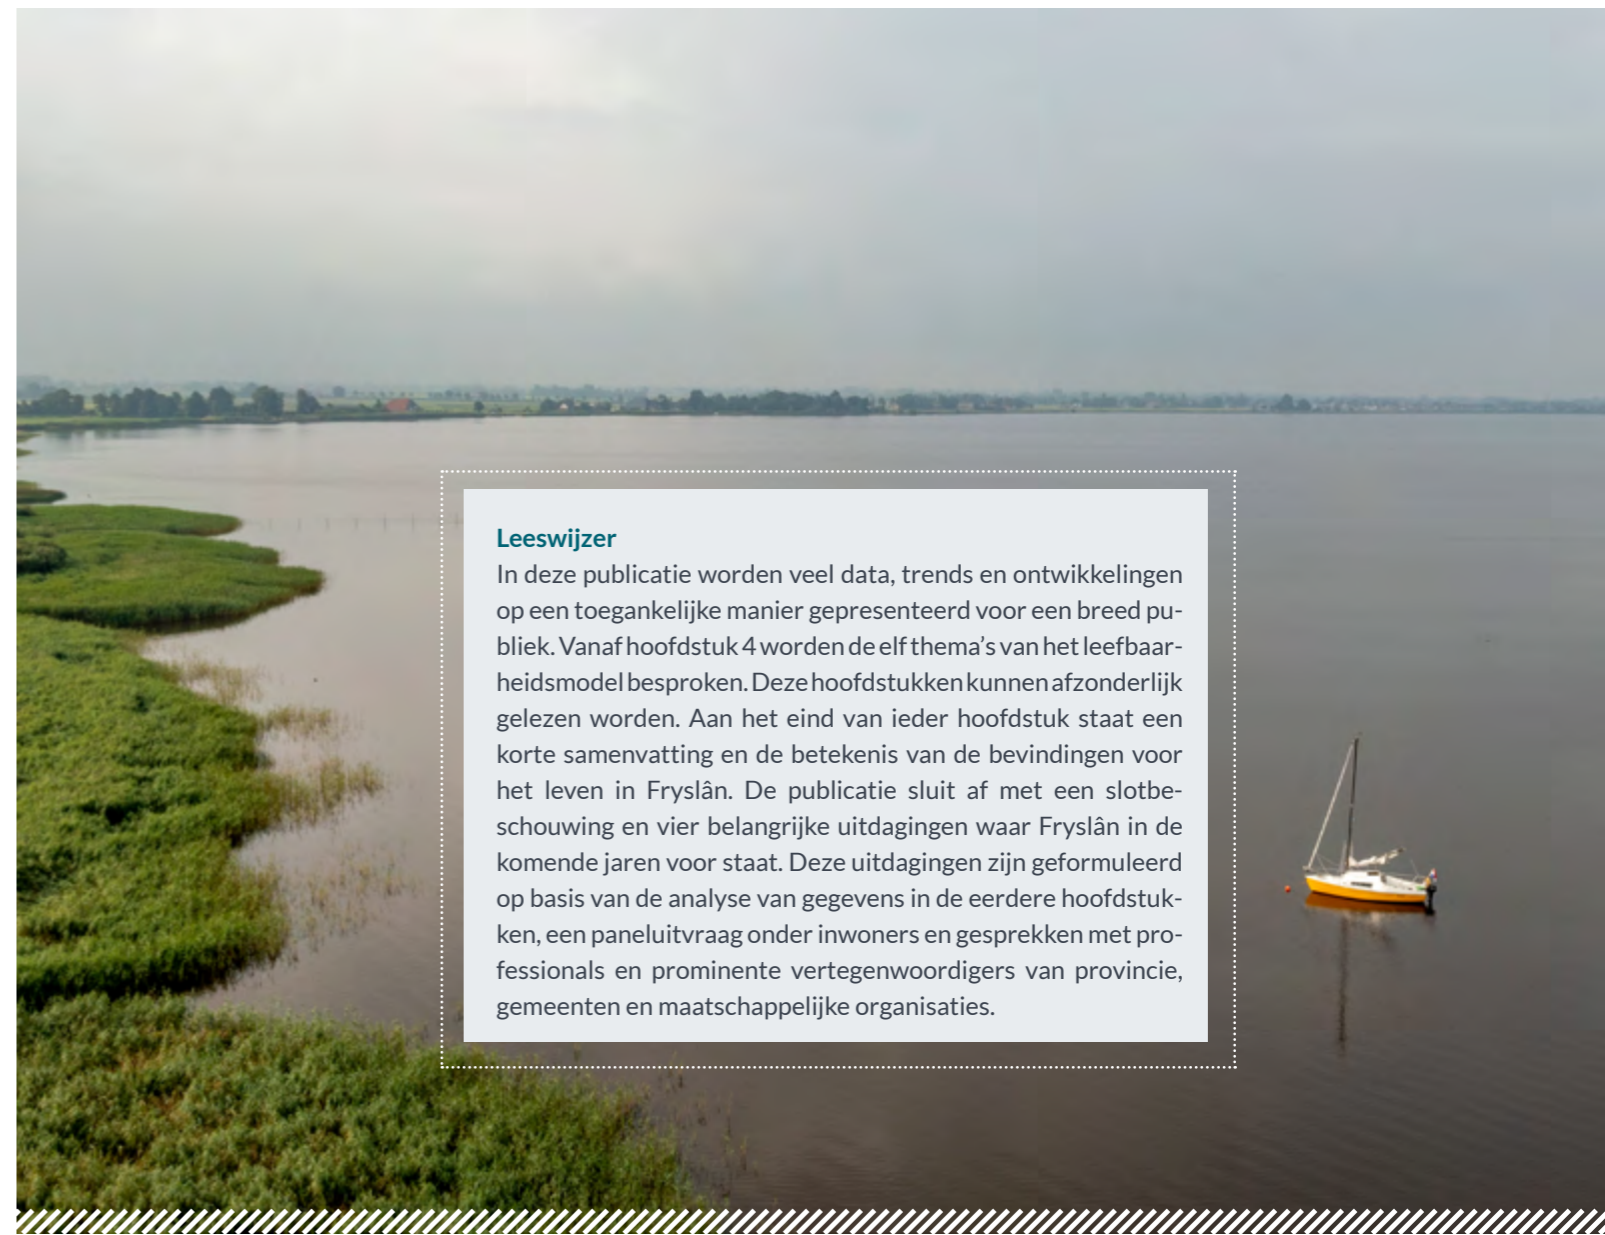 Leeswijzer
In deze publicatie worden veel data, trends en ontwikkelingen
op een toegankelijke manier gepresenteerd voor een breed pu-
bliek. Vanaf hoofdstuk 4 worden de elf thema’s van het leefbaar-
heidsmodel besproken. Deze hoofdstukken kunnen afzonderlijk
gelezen worden. Aan het eind van ieder hoofdstuk staat een
korte samenvatting en de betekenis van de bevindingen voor
het leven in Fryslân. De publicatie sluit af met een slotbe-
schouwing en vier belangrijke uitdagingen waar Fryslân in de
komende jaren voor staat. Deze uitdagingen zijn geformuleerd
op basis van de analyse van gegevens in de eerdere hoofdstuk-
ken, een paneluitvraag onder inwoners en gesprekken met pro-
fessionals en prominente vertegenwoordigers van provincie,
gemeenten en maatschappelijke organisaties.